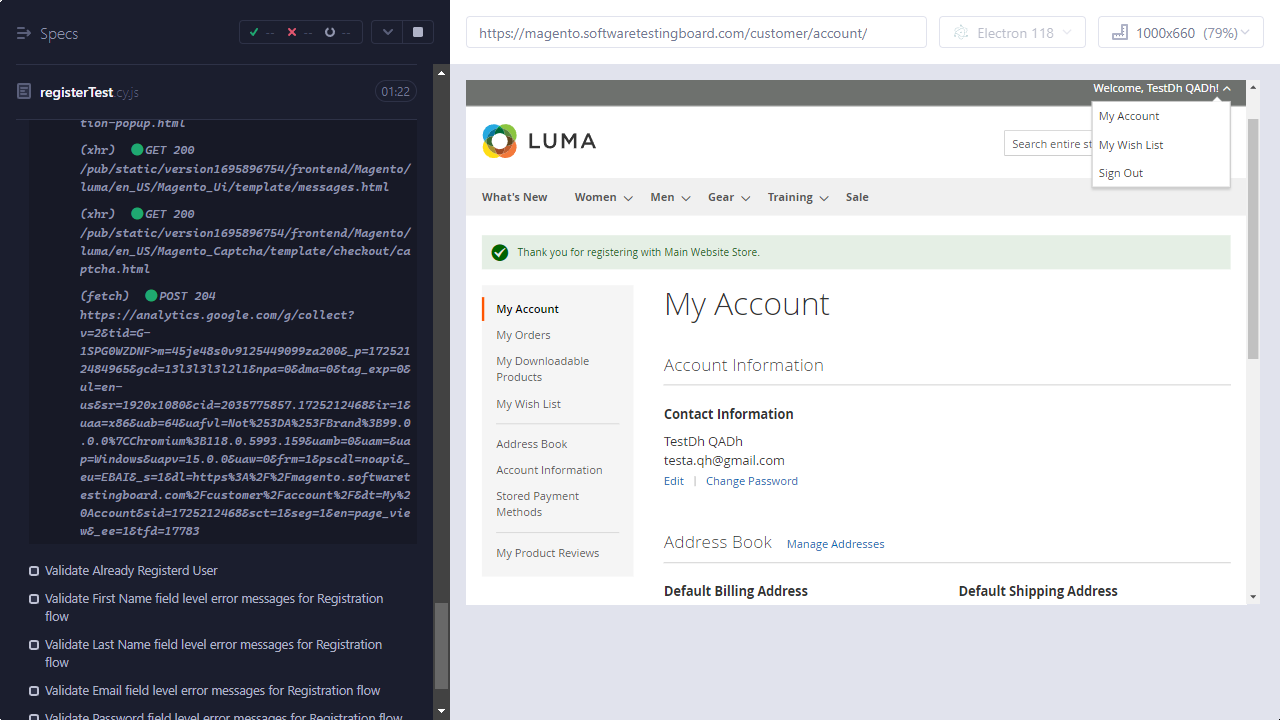 Specs
-- -- --
registerTest.cy.js 01:22
tion-popup.html
(xhr) GET 200
/pub/static/version1695896754/frontend/Magento/
luma/en_US/Magento_Ui/template/messages.html
(xhr) GET 200
/pub/static/version1695896754/frontend/Magento/
luma/en_US/Magento_Captcha/template/checkout/ca
ptcha.html
(fetch) POST 204
https://analytics.google.com/g/collect?
v=2&tid=G-
1SPG0WZDNF>m=45je48s0v9125449099za200&_p=172521
2484965&gcd=13l3l3l3l2l1&npa=0&dma=0&tag_exp=0&
ul=en-
us&sr=1920x1080&cid=2035775857.1725212468&ir=1&
uaa=x86&uab=64&uafvl=Not%253DA%253FBrand%3B99.0
.0.0%7CChromium%3B118.0.5993.159&uamb=0&uam=&ua
p=Windows&uapv=15.0.0&uaw=0&frm=1&pscdl=noapi&_
eu=EBAI&_s=1&dl=https%3A%2F%2Fmagento.softwaret
estingboard.com%2Fcustomer%2Faccount%2F&dt=My%2
0Account&sid=1725212468&sct=1&seg=1&en=page_vie
w&_ee=1&tfd=17783
Validate Already Registerd User
Validate First Name field level error messages for Registration
flow
Validate Last Name field level error messages for Registration
flow
Validate Email field level error messages for Registration flow
Validate Password field level error messages for Registration flow
https://magento.softwaretestingboard.com/customer/account/
Electron 118
1000x660 (79%)
Welcome, TestDh QADh!
My Account
My Wish List
Sign Out
LUMA
Search entire st
What's New Women Men Gear Training Sale
Thank you for registering with Main Website Store.
My Account
My Orders
My Downloadable
Products
My Wish List
Address Book
Account Information
Stored Payment
Methods
My Product Reviews
My Account
Account Information
Contact Information
TestDh QADh
testa.qh@gmail.com
Edit | Change Password
Address Book Manage Addresses
Default Billing Address Default Shipping Address